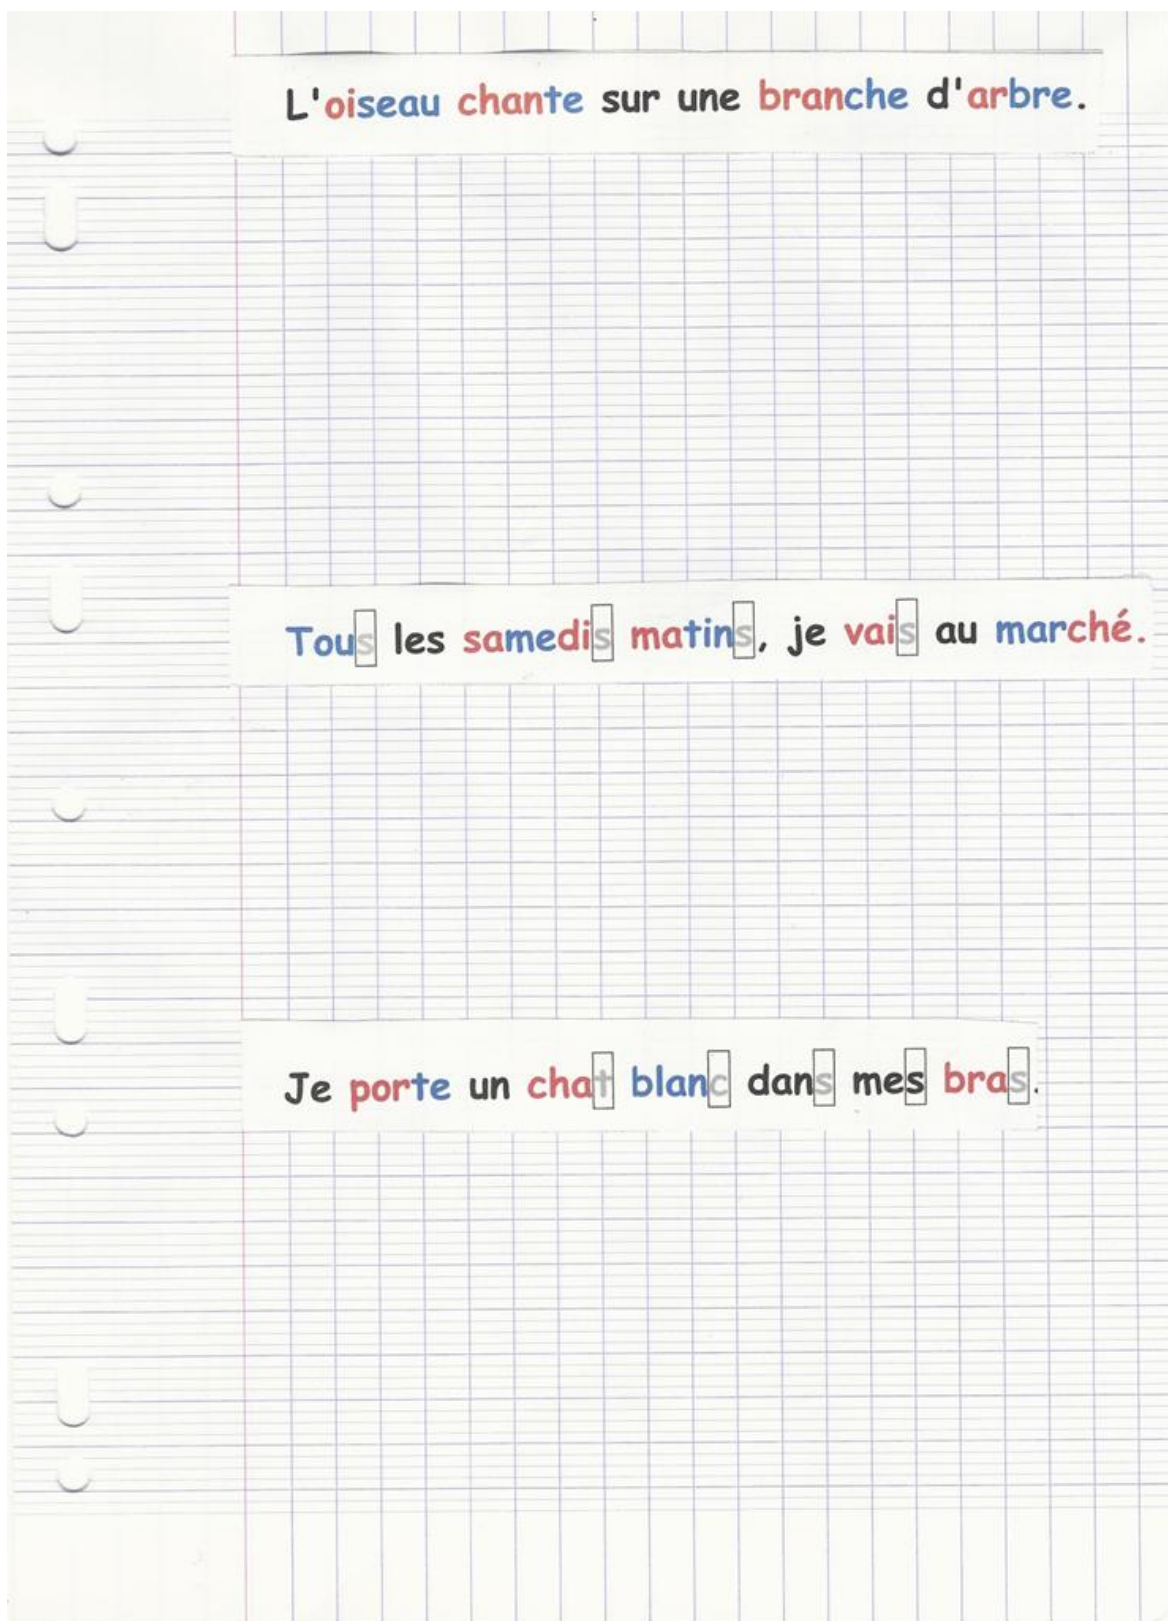 L'oiseau chante sur une branche d'arbre.
Tous les samedis matins, je vais au marché.
Je porte un chat blanc dans mes bras.